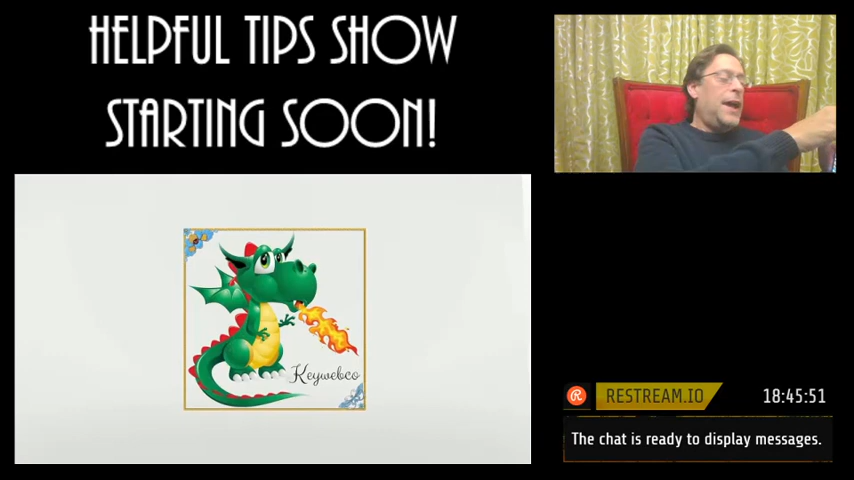 HELPFUL TIPS SHOW
STARTING SOON!
Keywebco
RESTREAM.IO
18:45:51
The chat is ready to display messages.